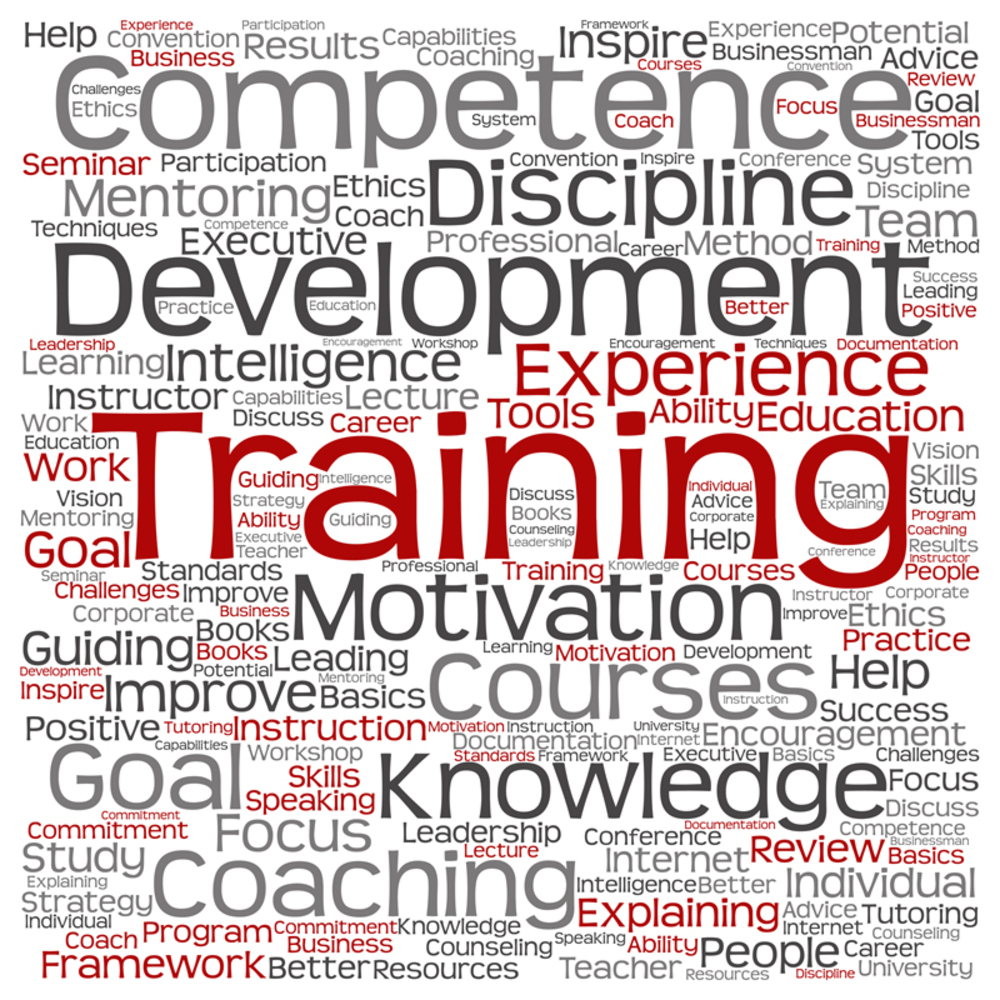 Help Experience Convention Participation Results Capabilities Framework Inspire Experience Potential
Business Coaching Courses Businessman Convention Advice
Competence
Challenges Ethics System Coach Focus Review Goal Businessman
Tools
Seminar Participation Convention Inspire Conference System
Mentoring Ethics Discipline Discipline
Techniques Competence Coach Team
Executive Professional Career Method Training Method
Development
Practice Education Better Success Leading Positive
Leadership Encouragement Workshop Encouragement Techniques Documentation
Learning Intelligence Experience
Instructor Capabilities Lecture
Work Discuss Career Tools Ability Education
Education
Training
Work Guiding Intelligence Vision
Vision Strategy Discuss Individual Team Skills
Mentoring Ability Guiding Books Advice Explaining Study
Executive Counseling Corporate Program
Goal Teacher Leadership Help Conference Coaching Results
Instructor
Seminar Standards Professional Training Knowledge Courses People
Challenges Improve Motivation Instructor Corporate
Corporate Business Improve Ethics
Guiding Books Practice
Books Leading Learning Motivation Development
Development Potential Mentoring Courses Help
Inspire Improve Basics Instruction Success
Positive Tutoring Instruction Motivation Instruction University
Capabilities Workshop Documentation Internet Encouragement
Goal Standards Framework Executive Basics Challenges
Skills Knowledge Focus
Speaking Discuss
Commitment
Commitment Focus Leadership Conference Documentation Competence
Businessman
Study Lecture Internet Review Basics
Explaining Coaching Intelligence Better Individual
Strategy Explaining Advice Tutoring
Individual Program Commitment Knowledge Internet Counseling
Coach Business Counseling Speaking Ability People Career
Framework Better Resources Teacher Resources Discipline University